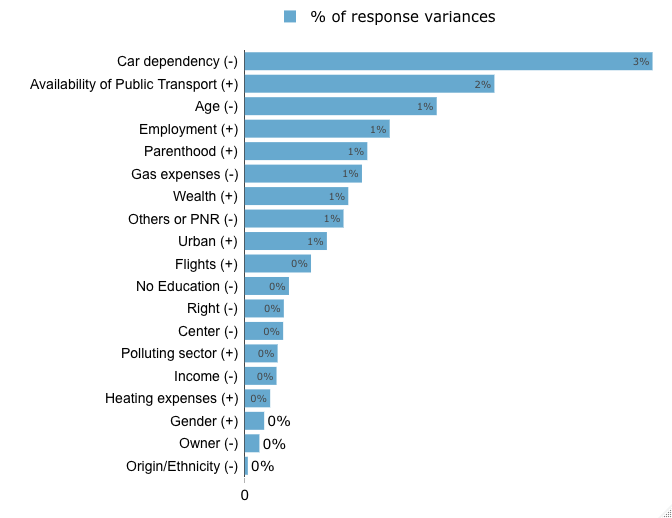 % of response variances
Car dependency (-) 3%
Availability of Public Transport (+) 2%
Age (-) 1%
Employment (+) 1%
Parenthood (+) 1%
Gas expenses (-) 1%
Wealth (+) 1%
Others or PNR (-) 1%
Urban (+) 1%
Flights (+) 0%
No Education (-) 0%
Right (-) 0%
Center (-) 0%
Polluting sector (+) 0%
Income (-) 0%
Heating expenses (+) 0%
Gender (+) 0%
Owner (-) 0%
Origin/Ethnicity (-) 0%
0